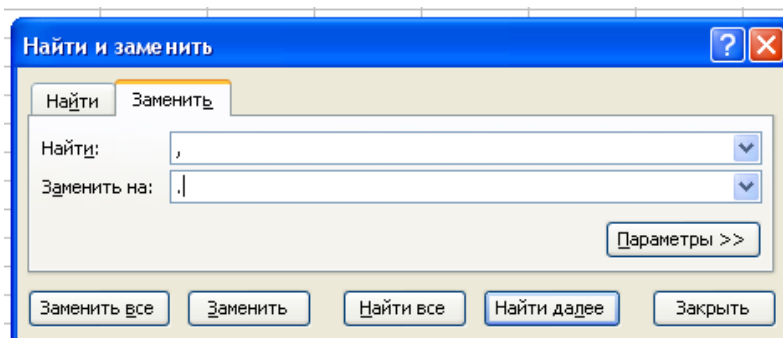 Найти и заменить
Найти Заменить
Найти: ,
Заменить на: .
Параметры >>
Заменить все Заменить Найти все Найти далее Закрыть